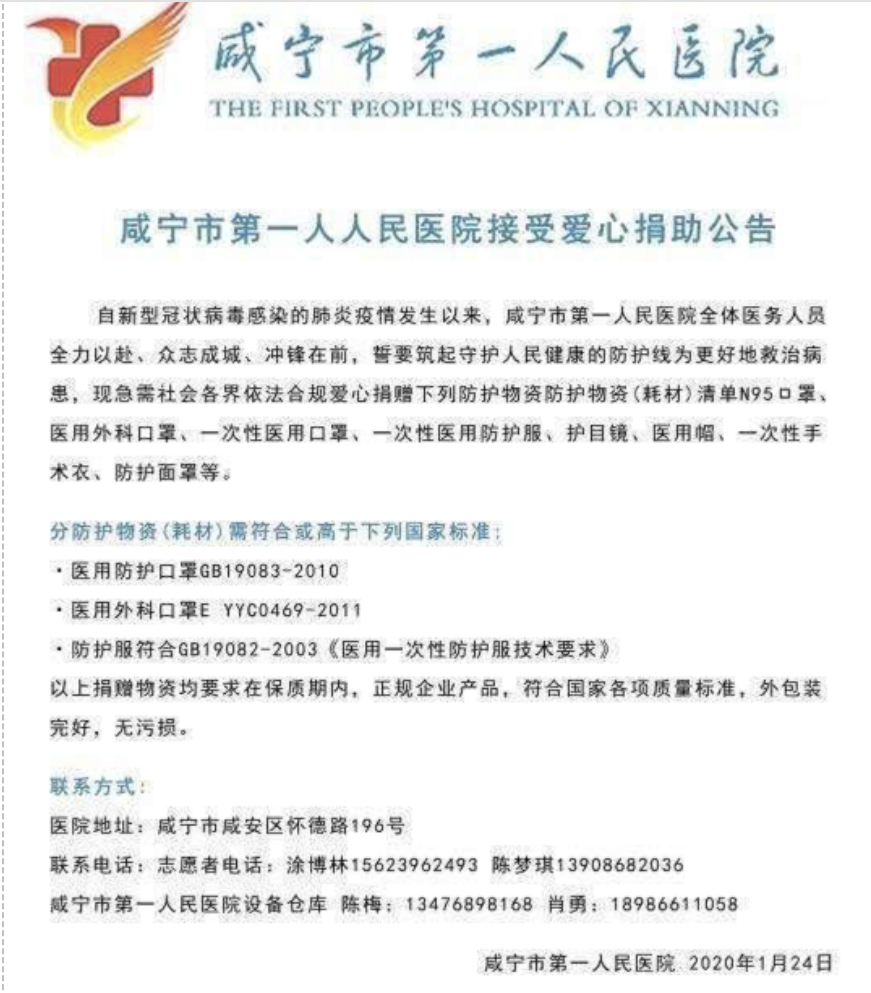 咸宁市第一人民医院
THE FIRST PEOPLE'S HOSPITAL OF XIANNING
咸宁市第一人人民医院接受爱心捐助公告
自新型冠状病毒感染的肺炎疫情发生以来，咸宁市第一人民医院全体医务人员
全力以赴、众志成城、冲锋在前，誓要筑起守护人民健康的防护线为更好地救治病
患，现急需社会各界依法合规爱心捐赠下列防护物资防护物资(耗材)清单N95口罩、
医用外科口罩、一次性医用口罩、一次性医用防护服、护目镜、医用帽、一次性手
术衣、防护面罩等。
分防护物资(耗材)需符合或高于下列国家标准：
·医用防护口罩GB19083-2010
·医用外科口罩E YYC0469-2011
·防护服符合GB19082-2003《医用一次性防护服技术要求》
以上捐赠物资均要求在保质期内，正规企业产品，符合国家各项质量标准，外包装
完好，无污损。
联系方式：
医院地址：咸宁市咸安区怀德路196号
联系电话：志愿者电话：涂博林15623962493 陈梦琪13908682036
咸宁市第一人民医院设备仓库 陈梅：13476898168 肖勇：18986611058
咸宁市第一人民医院 2020年1月24日